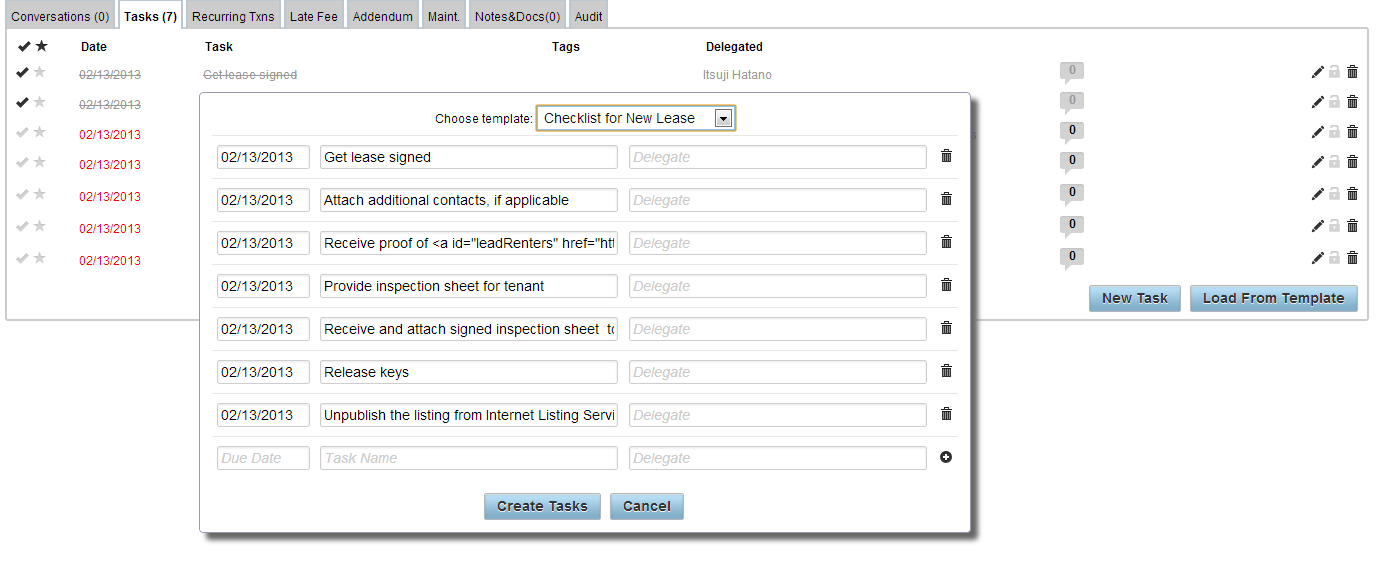 Conversations (0) Tasks (7) Recurring Txns Late Fee Addendum Maint. Notes&Docs(0) Audit
Date Task Tags Delegated
02/13/2013 Get lease signed Itsuji Hatano 0
02/13/2013 0
Choose template: Checklist for New Lease
02/13/2013 0
02/13/2013 Get lease signed Delegate
02/13/2013 0
02/13/2013 Attach additional contacts, if applicable Delegate
02/13/2013 0
02/13/2013 0
02/13/2013 Receive proof of <a id="leadRenters" href="htt Delegate
02/13/2013 0
02/13/2013 Provide inspection sheet for tenant Delegate
New Task Load From Template
02/13/2013 Receive and attach signed inspection sheet to Delegate
02/13/2013 Release keys Delegate
02/13/2013 Unpublish the listing from Internet Listing Servi Delegate
Due Date Task Name Delegate
Create Tasks Cancel